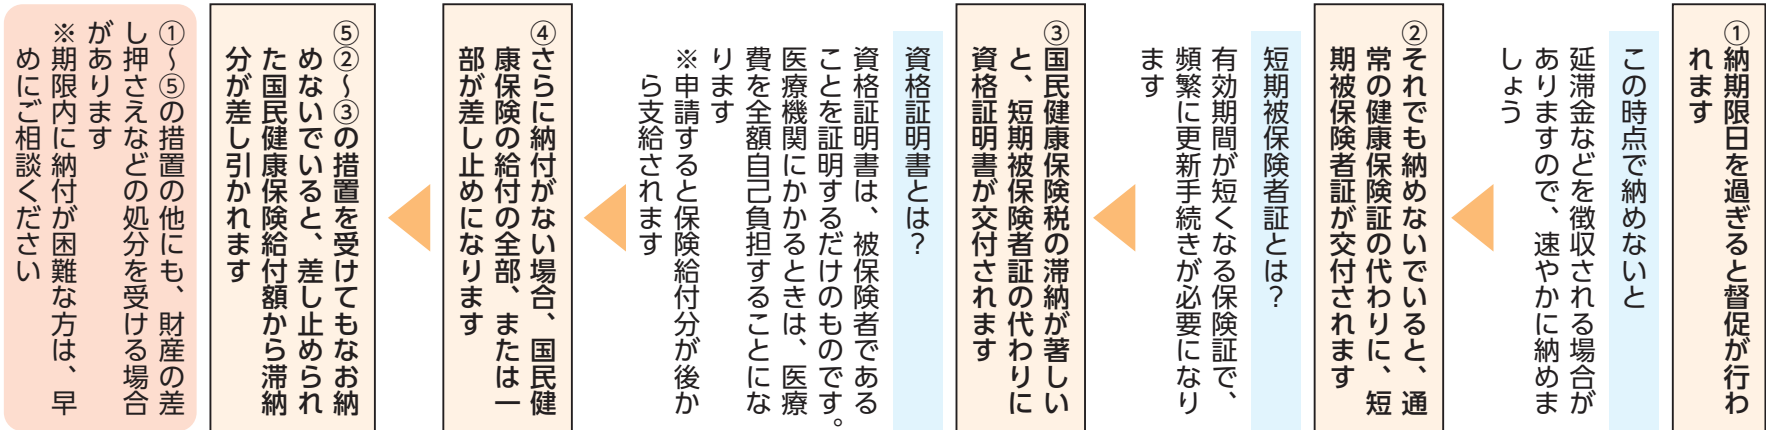 ①納期限日を過ぎると督促が行わ
れます
この時点で納めないと
延滞金などを徴収される場合が
ありますので、速やかに納めま
しょう
②それでも納めないでいると、通
常の健康保険証の代わりに、短
期被保険者証が交付されます
短期被保険者証とは？
有効期間が短くなる保険証で、
頻繁に更新手続きが必要になり
ます
③国民健康保険税の滞納が著しい
と、短期被保険者証の代わりに
資格証明書が交付されます
資格証明書とは？
資格証明書は、被保険者である
ことを証明するだけのものです。
医療機関にかかるときは、医療
費を全額自己負担することにな
ります
※申請すると保険給付分が後か
ら支給されます
④さらに納付がない場合、国民健
康保険の給付の全部、または一
部が差し止めになります
⑤②～③の措置を受けてもなお納
めないでいると、差し止められ
た国民健康保険給付額から滞納
分が差し引かれます
①～⑤の措置の他にも、財産の差
し押さえなどの処分を受ける場合
があります
※期限内に納付が困難な方は、早
めにご相談ください